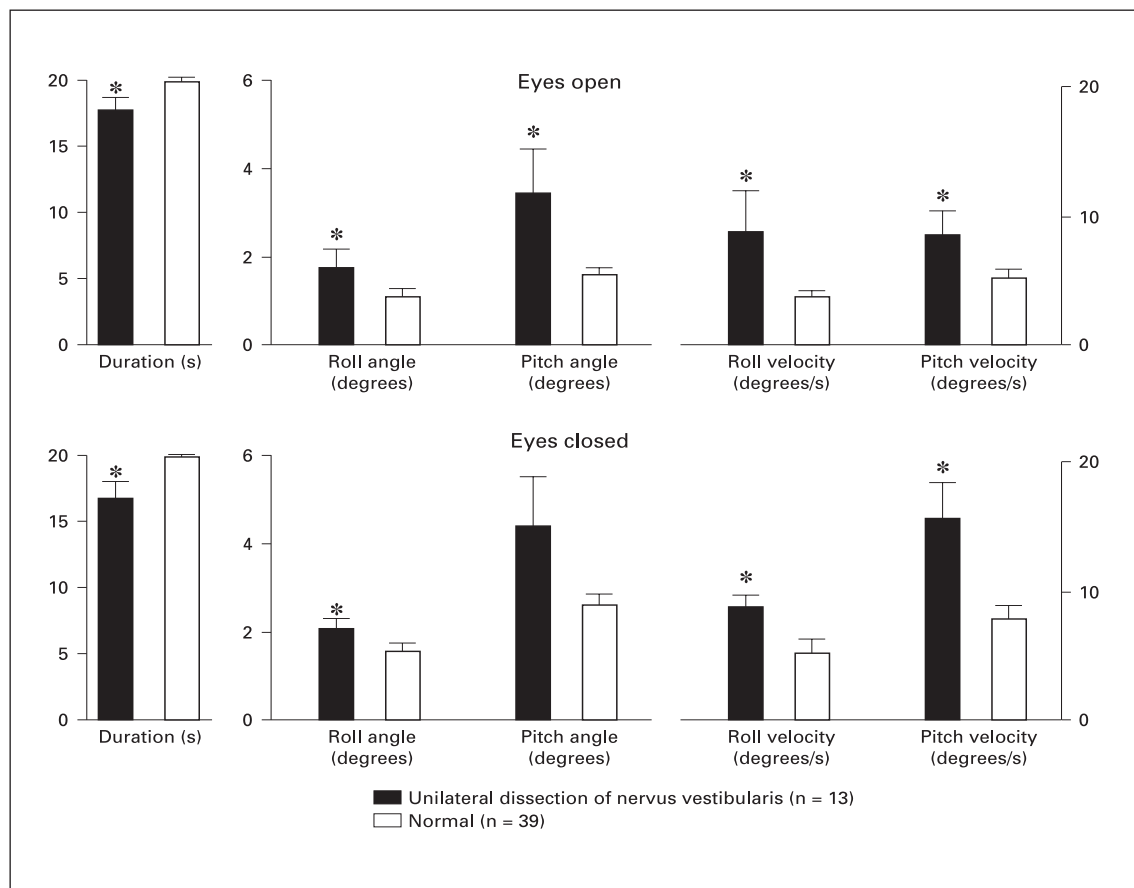 Eyes open
20
15
10
5
0
6
4
2
0
20
10
0
*
*
*
*
*
Duration (s)
Roll angle
(degrees)
Pitch angle
(degrees)
Roll velocity
(degrees/s)
Pitch velocity
(degrees/s)
Eyes closed
20
15
10
5
0
6
4
2
0
20
10
0
*
*
*
*
Duration (s)
Roll angle
(degrees)
Pitch angle
(degrees)
Roll velocity
(degrees/s)
Pitch velocity
(degrees/s)
Unilateral dissection of nervus vestibularis (n = 13)
Normal (n = 39)